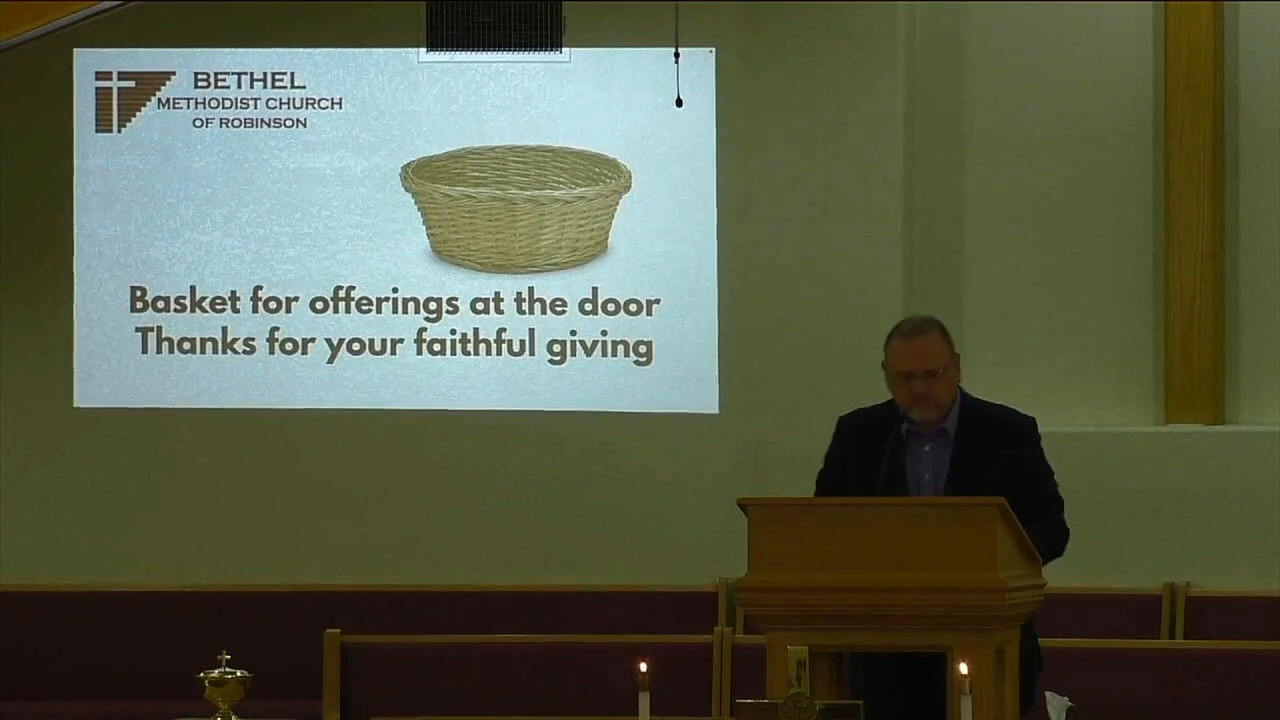 BETHEL
METHODIST CHURCH
OF ROBINSON
Basket for offerings at the door
Thanks for your faithful giving